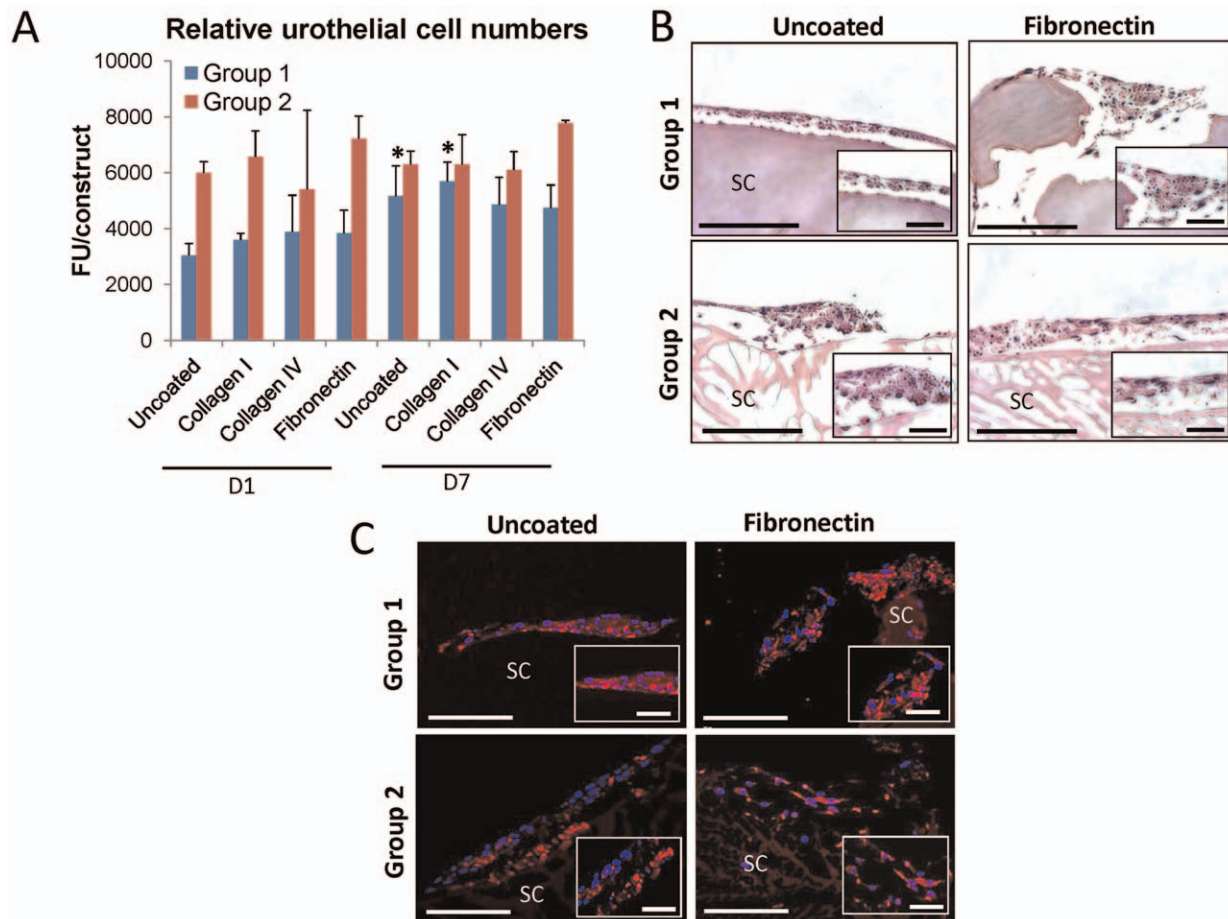 A
Relative urothelial cell numbers
10000
8000
6000
4000
2000
0
FU/construct
Group 1
Group 2
* *
Uncoated
Collagen I
Collagen IV
Fibronectin
Uncoated
Collagen I
Collagen IV
Fibronectin
D1 D7
B
Uncoated Fibronectin
Group 1
SC
Group 2
SC SC
C
Uncoated Fibronectin
Group 1
SC SC
Group 2
SC SC